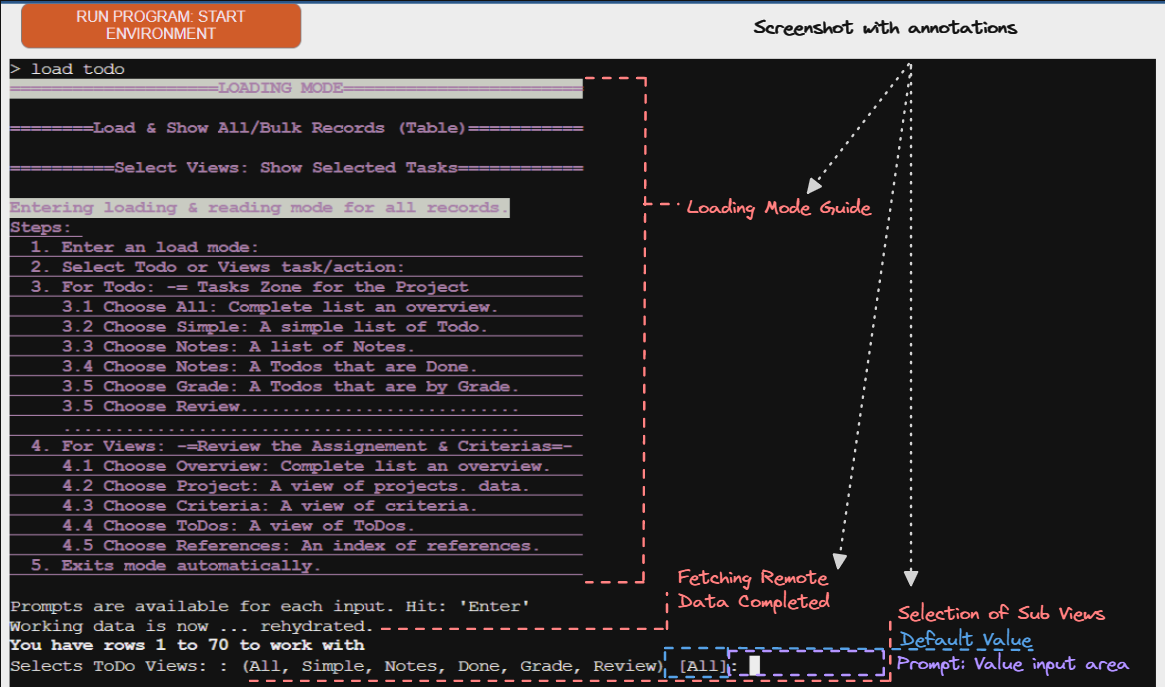 RUN PROGRAM: START
ENVIRONMENT
Screenshot with annotations
> load todo
====================LOADING MODE=======================
========Load & Show All/Bulk Records (Table)===========
==========Select Views: Show Selected Tasks============
Entering loading & reading mode for all records.
Steps:
1. Enter an load mode:
2. Select Todo or Views task/action:
3. For Todo: -= Tasks Zone for the Project
3.1 Choose All: Complete list an overview.
3.2 Choose Simple: A simple list of Todo.
3.3 Choose Notes: A list of Notes.
3.4 Choose Notes: A Todos that are Done.
3.5 Choose Grade: A Todos that are by Grade.
3.5 Choose Review...........................
............................................
4. For Views: -=Review the Assignement & Criterias=-
4.1 Choose Overview: Complete list an overview.
4.2 Choose Project: A view of projects. data.
4.3 Choose Criteria: A view of criteria.
4.4 Choose ToDos: A view of ToDos.
4.5 Choose References: An index of references.
5. Exits mode automatically.
Loading Mode Guide
Prompts are available for each input. Hit: 'Enter'
Working data is now ... rehydrated.
You have rows 1 to 70 to work with
Selects ToDo Views: : (All, Simple, Notes, Done, Grade, Review) [All]:
Fetching Remote
Data Completed
Selection of Sub Views
Default Value
Prompt: Value input area